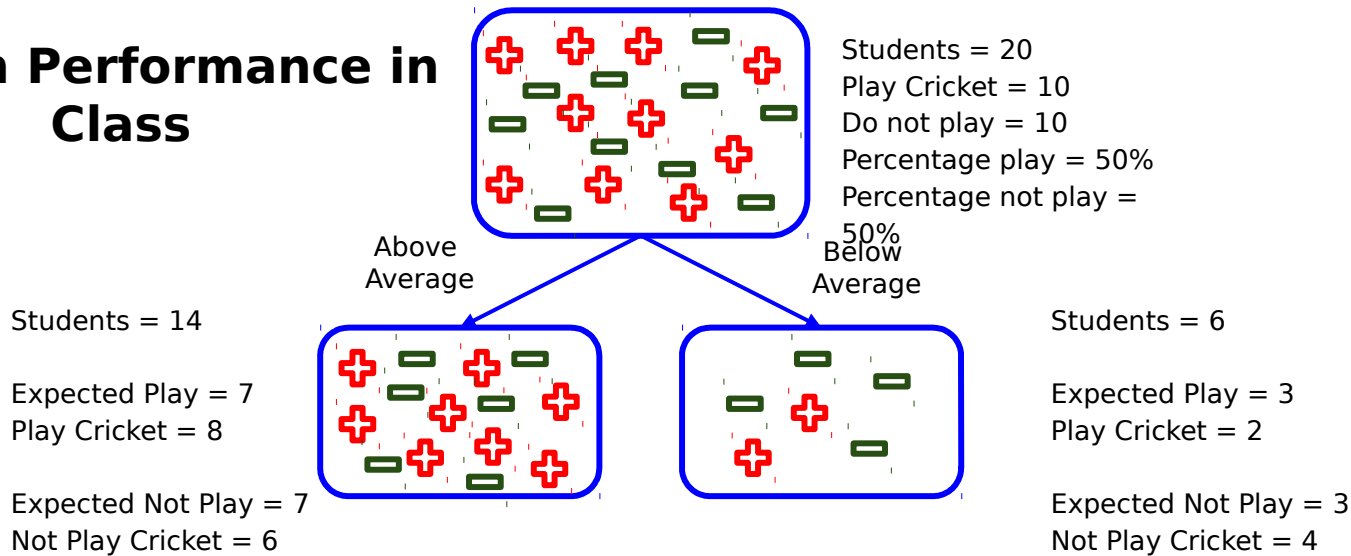 Performance in
Class
Students = 20
Play Cricket = 10
Do not play = 10
Percentage play = 50%
Percentage not play =
50%
Above
Average
Below
Average
Students = 14
Expected Play = 7
Play Cricket = 8
Expected Not Play = 7
Not Play Cricket = 6
Students = 6
Expected Play = 3
Play Cricket = 2
Expected Not Play = 3
Not Play Cricket = 4